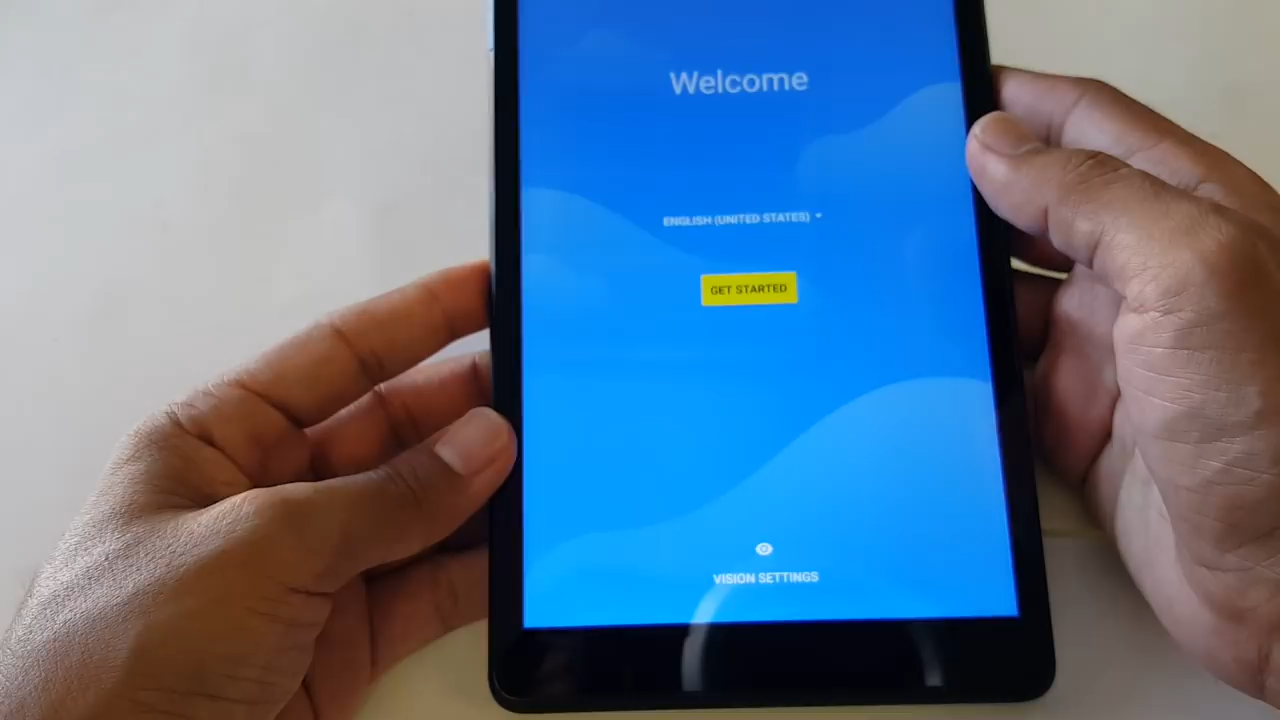 Welcome
ENGLISH (UNITED STATES)
GET STARTED
VISION SETTINGS